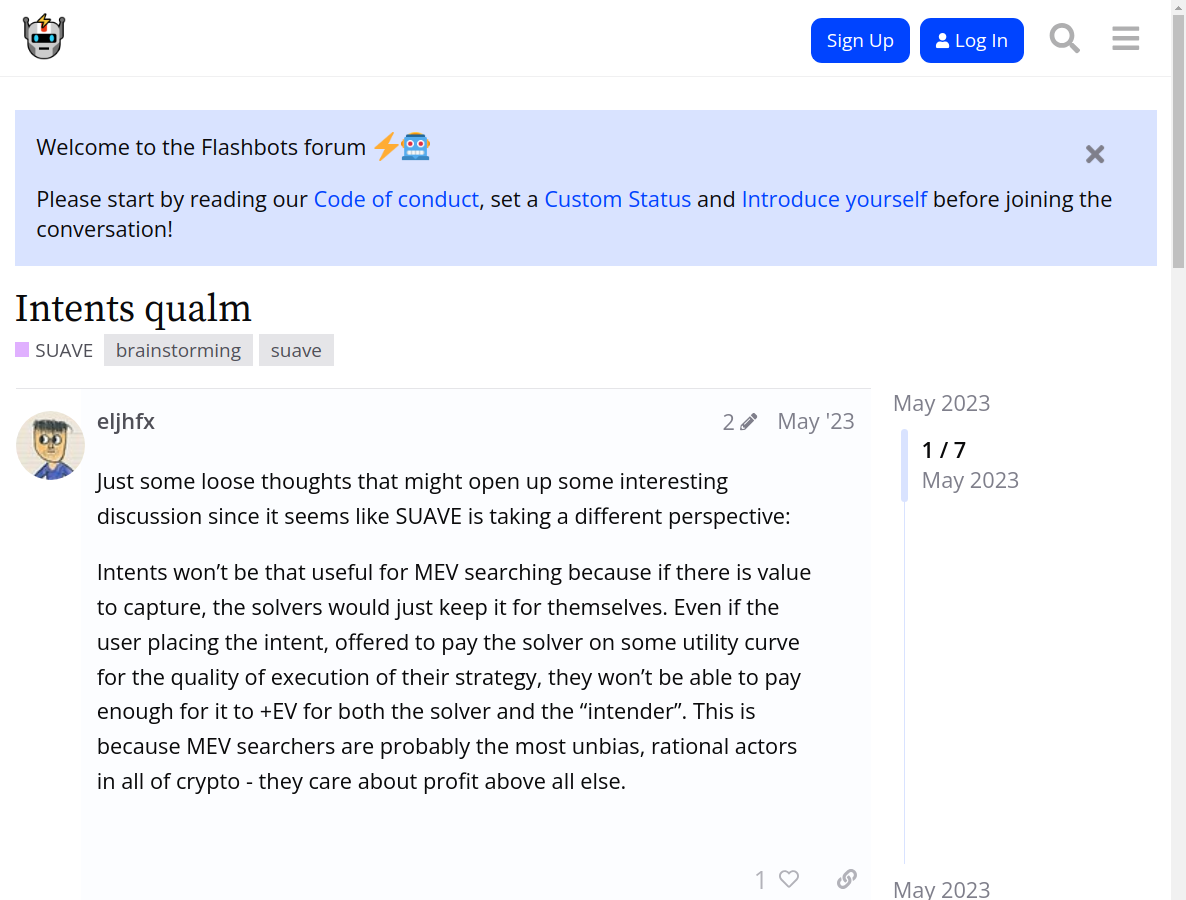 Sign Up
Log In
Welcome to the Flashbots forum
Please start by reading our Code of conduct, set a Custom Status and Introduce yourself before joining the
conversation!
Intents qualm
SUAVE brainstorming suave
eljhfx 2 May '23
Just some loose thoughts that might open up some interesting
discussion since it seems like SUAVE is taking a different perspective:
Intents won’t be that useful for MEV searching because if there is value
to capture, the solvers would just keep it for themselves. Even if the
user placing the intent, offered to pay the solver on some utility curve
for the quality of execution of their strategy, they won’t be able to pay
enough for it to +EV for both the solver and the “intender”. This is
because MEV searchers are probably the most unbias, rational actors
in all of crypto - they care about profit above all else.
1
May 2023
1 / 7
May 2023
May 2023